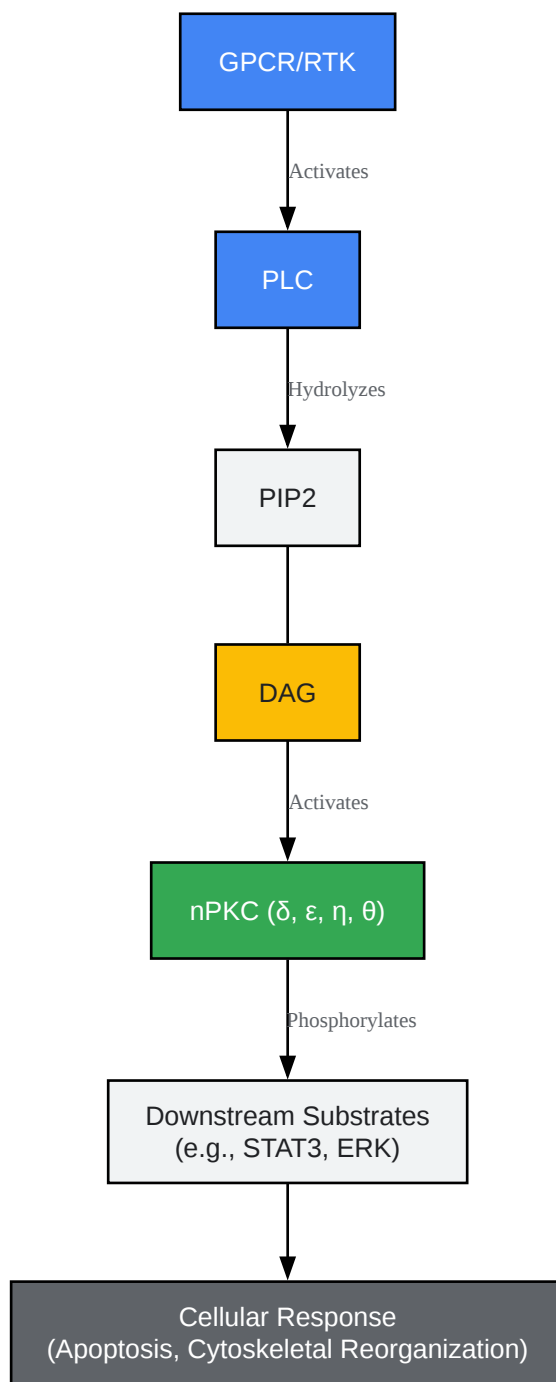 GPCR/RTK
Activates
PLC
Hydrolyzes
PIP2
DAG
Activates
nPKC (δ, ε, η, θ)
Phosphorylates
Downstream Substrates
(e.g., STAT3, ERK)
Cellular Response
(Apoptosis, Cytoskeletal Reorganization)